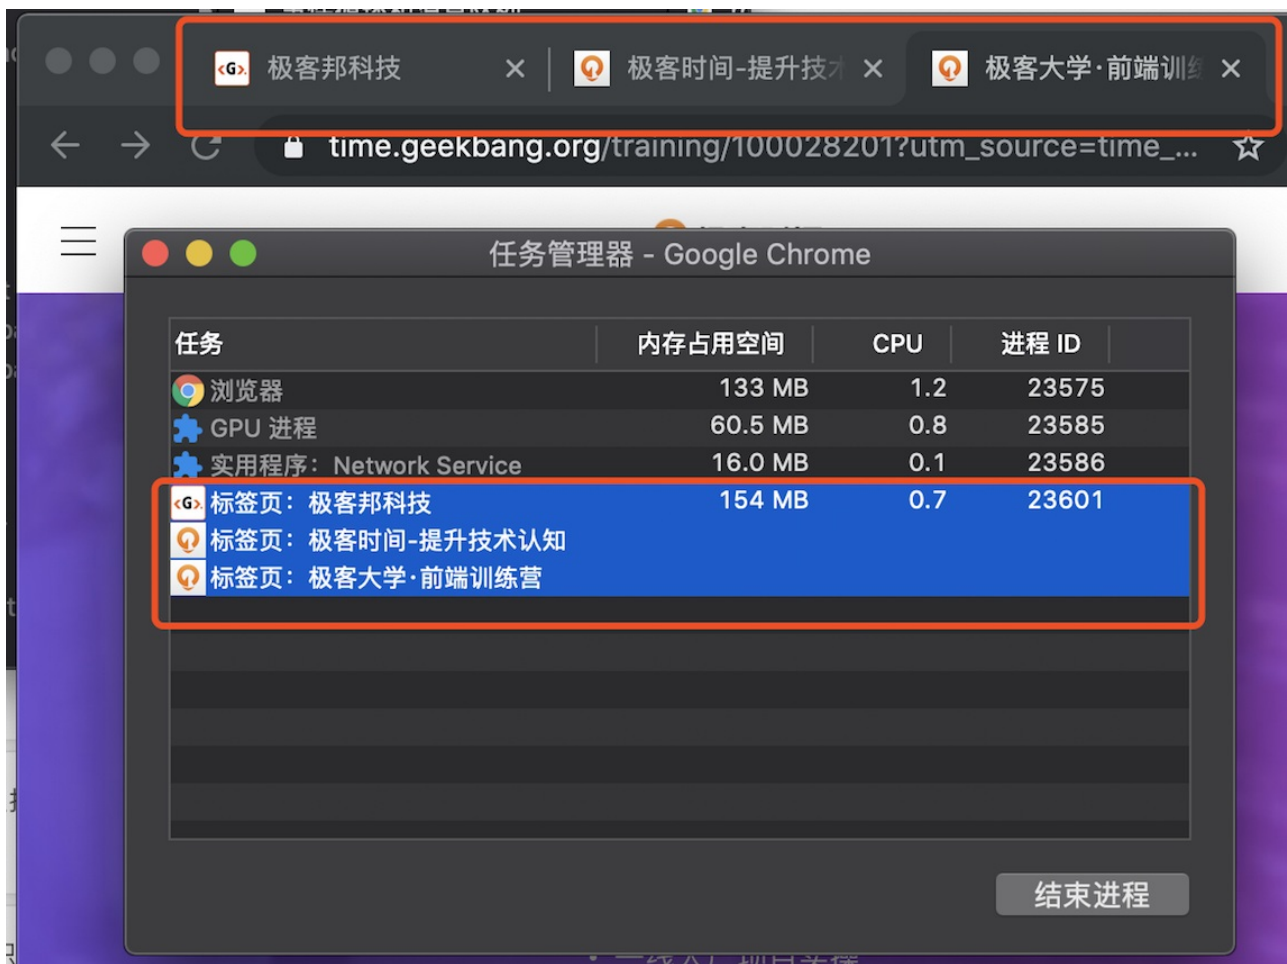 极客邦科技
极客时间-提升技
极客大学·前端训
time.geekbang.org/training/100028201?utm_source=time_...
任务管理器 - Google Chrome
任务 内存占用空间 CPU 进程 ID
浏览器 133 MB 1.2 23575
GPU 进程 60.5 MB 0.8 23585
实用程序：Network Service 16.0 MB 0.1 23586
<G> 标签页：极客邦科技 154 MB 0.7 23601
标签页：极客时间-提升技术认知
标签页：极客大学·前端训练营
结束进程